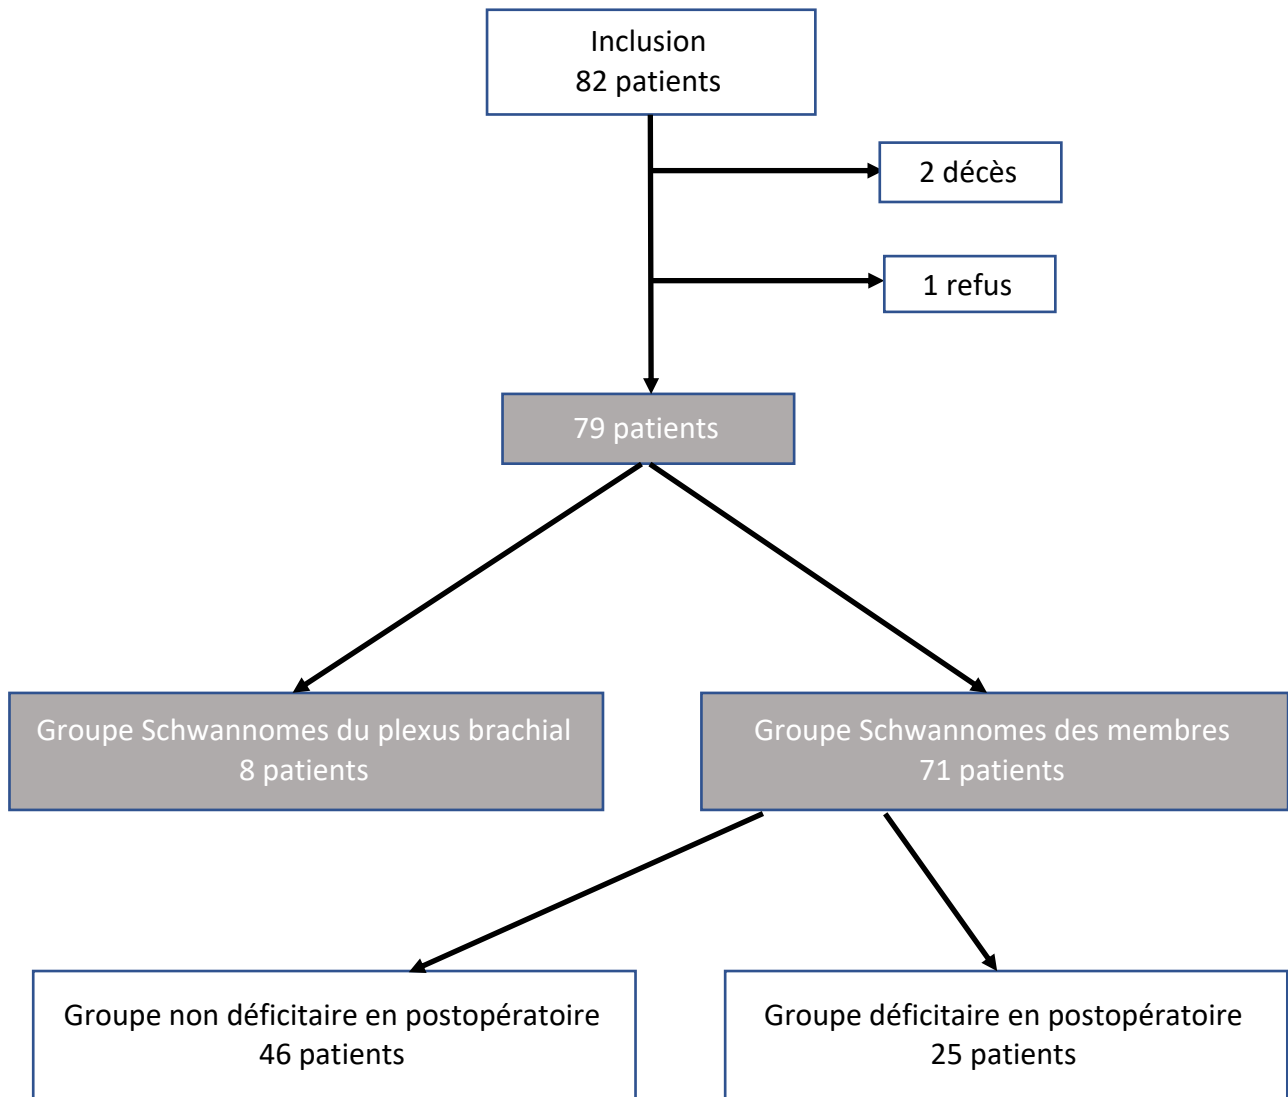 Inclusion
82 patients
2 décès
1 refus
79 patients
Groupe Schwannomes du plexus brachial
8 patients
Groupe Schwannomes des membres
71 patients
Groupe non déficitaire en postopératoire
46 patients
Groupe déficitaire en postopératoire
25 patients